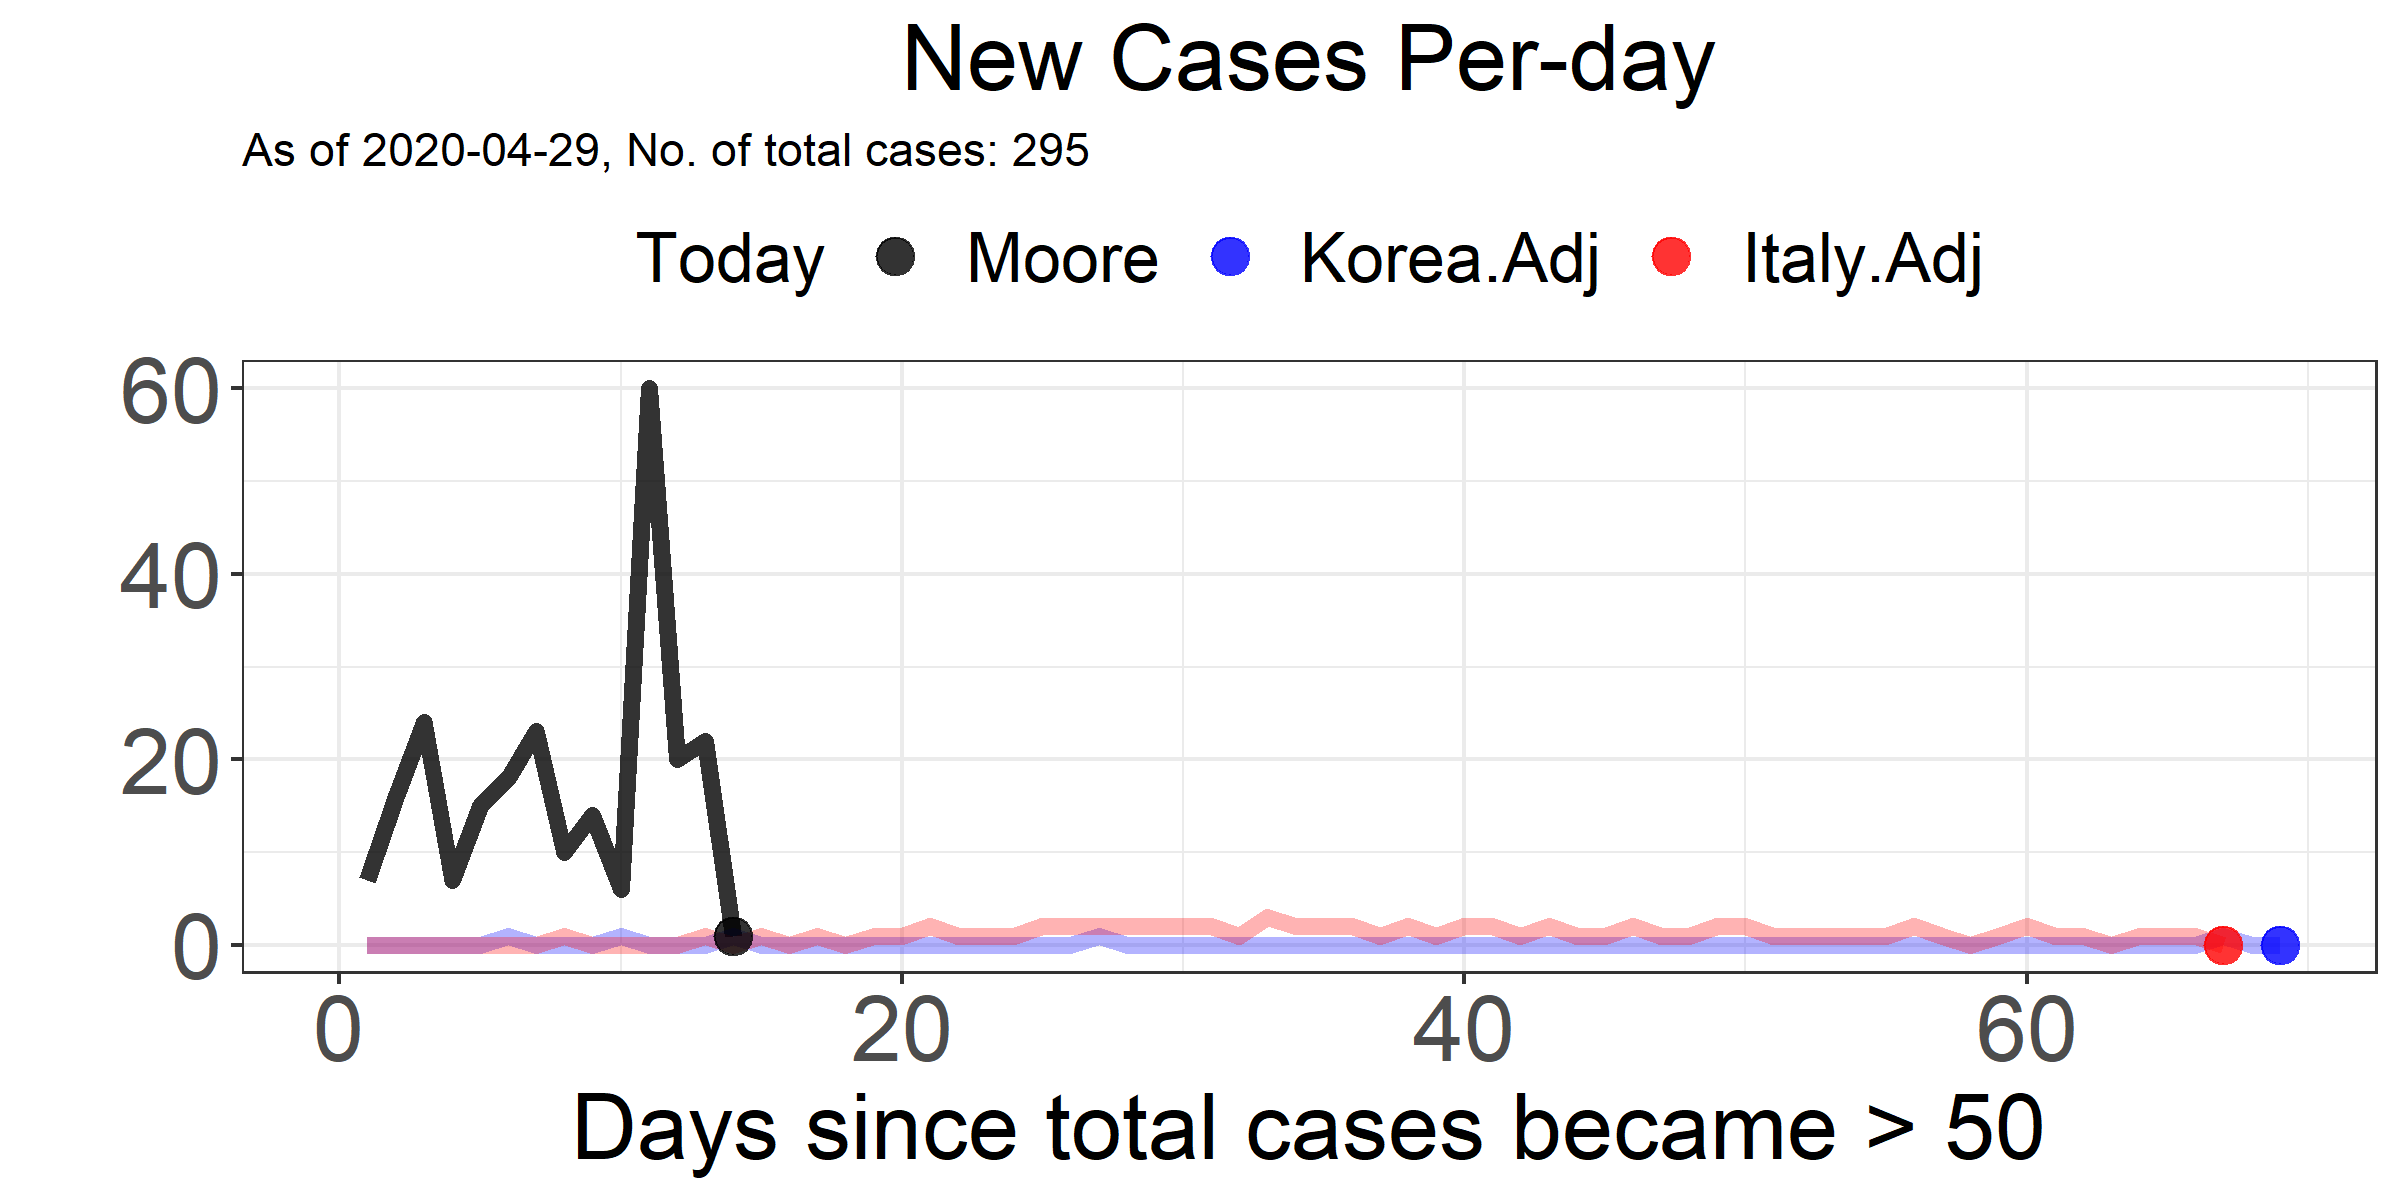 New Cases Per-day
As of 2020-04-29, No. of total cases: 295
Today Moore Korea.Adj Italy.Adj
60
40
20
0
0 20 40 60
Days since total cases became > 50